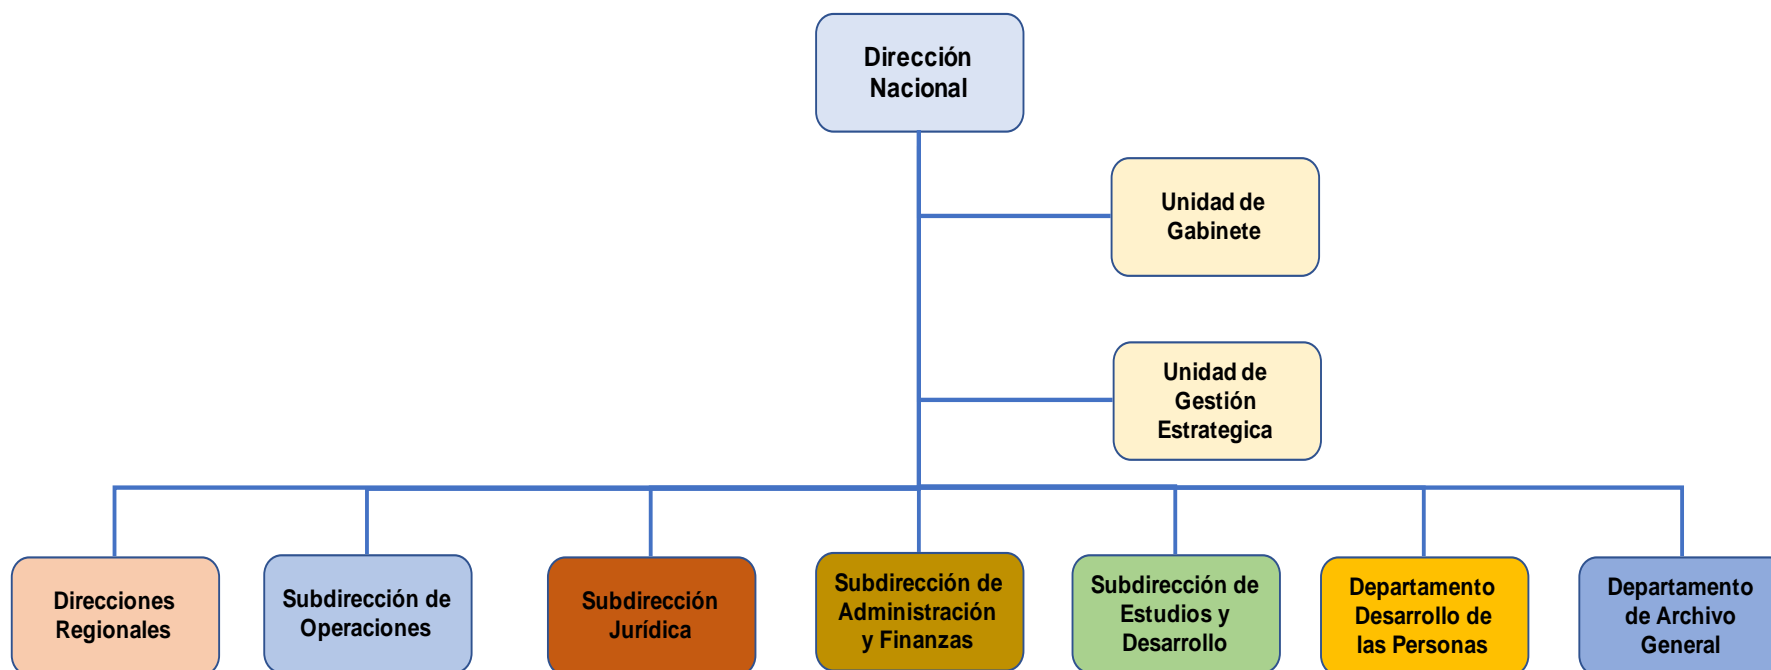 Dirección
Nacional
Unidad de
Gabinete
Unidad de
Gestión
Estrategica
Direcciones
Regionales
Subdirección de
Operaciones
Subdirección
Jurídica
Subdirección de
Administración
y Finanzas
Subdirección de
Estudios y
Desarrollo
Departamento
Desarrollo de
las Personas
Departamento
de Archivo
General